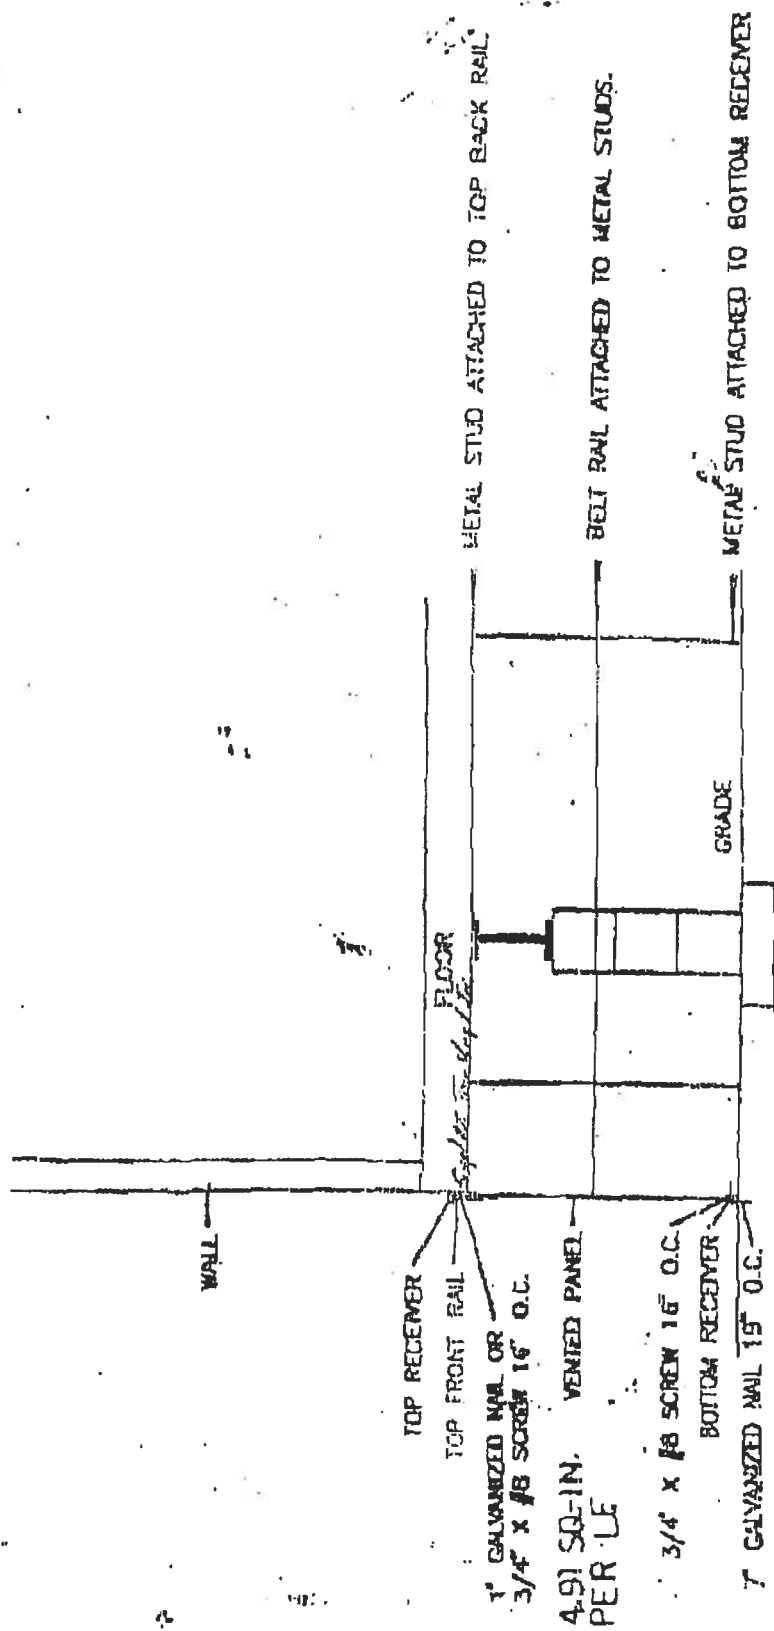 WALL
FLOOR
TOP RECEIVER
TOP FRONT RAIL
1" GALVANIZED NAIL OR
3/4" X #8 SCREW 16" O.C.
4.91 SQ-IN.
PER LF
VENTED PANEL
3/4" X #8 SCREW 16" O.C.
BOTTOM RECEIVER
7" GALVANIZED NAIL 19" O.C.
GRADE
METAL STUD ATTACHED TO TOP BACK RAIL.
BELT RAIL ATTACHED TO METAL STUDS.
METAL STUD ATTACHED TO BOTTOM RECEIVER